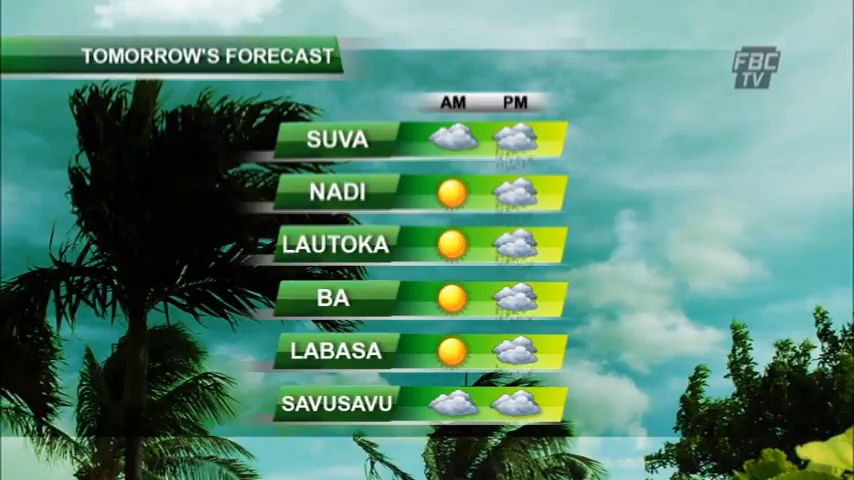 TOMORROW'S FORECAST
FBC
TV
AM PM
SUVA
NADI
LAUTOKA
BA
LABASA
SAVUSAVU